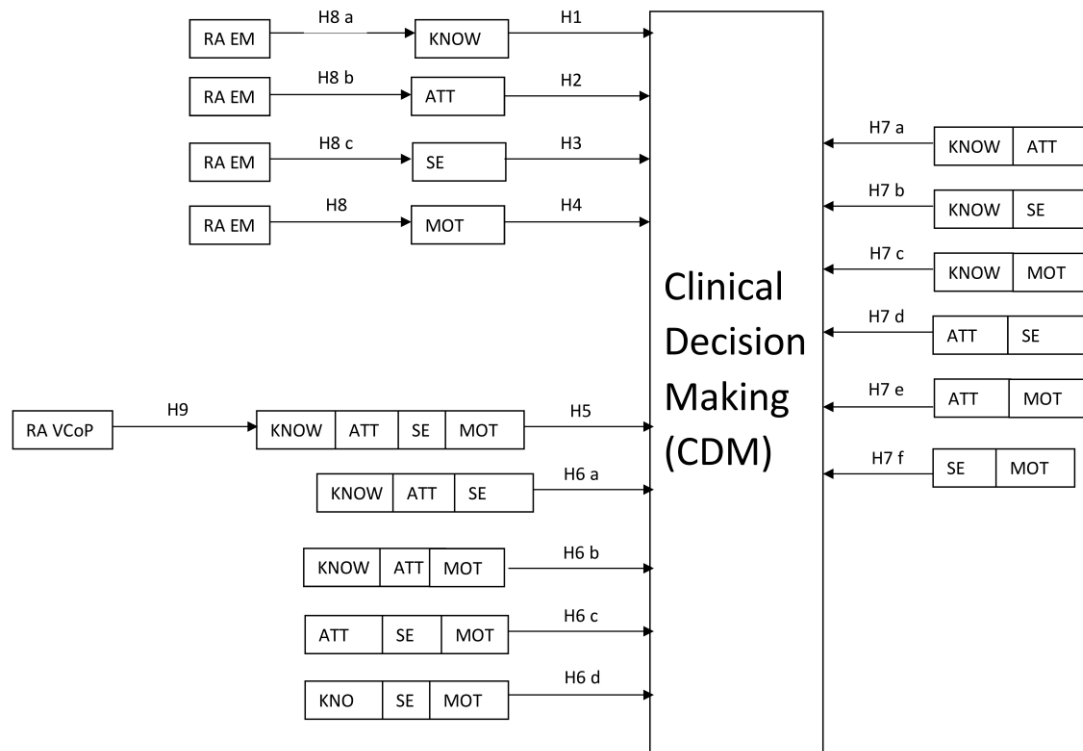 RA EM H8 a KNOW H1
RA EM H8 b ATT H2
RA EM H8 c SE H3
RA EM H8 MOT H4
RA VCoP H9 KNOW ATT SE MOT H5
KNOW ATT SE H6 a
KNOW ATT MOT H6 b
ATT SE MOT H6 c
KNO SE MOT H6 d
Clinical
Decision
Making
(CDM)
H7 a KNOW ATT
H7 b KNOW SE
H7 c KNOW MOT
H7 d ATT SE
H7 e ATT MOT
H7 f SE MOT